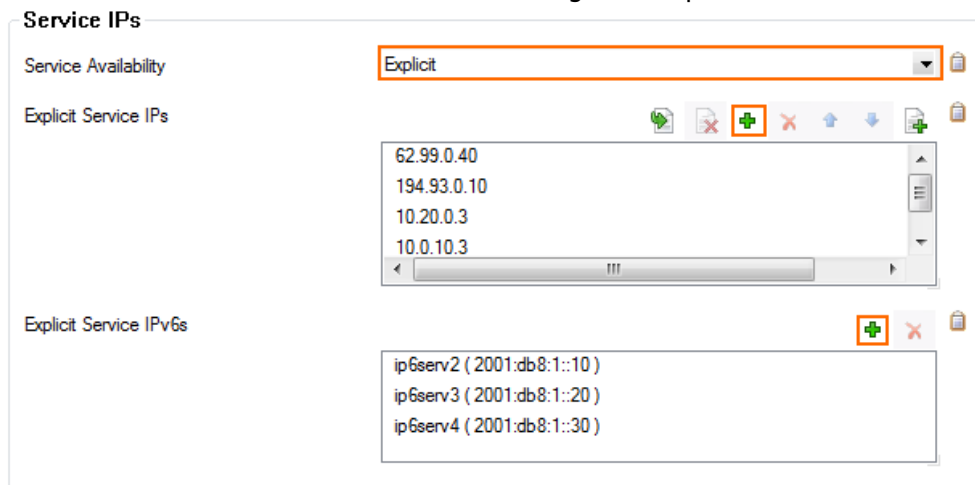 Service IPs
Service Availability
Explicit
Explicit Service IPs
62.99.0.40
194.93.0.10
10.20.0.3
10.0.10.3
Explicit Service IPv6s
ip6serv2 ( 2001:db8:1::10 )
ip6serv3 ( 2001:db8:1::20 )
ip6serv4 ( 2001:db8:1::30 )